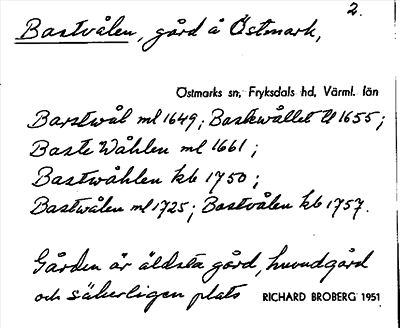 2.
Bastvålen, gård å Östmark,
Östmarks sn, Fryksdals hd, Värml. län
Barstwål ml 1649; Baskwållet U 1655;
Baste Wåhlen ml 1661;
Bastwåhlen kb 1750;
Bastwålen ml 1725; Bastvålen kb 1757.
Gården är äldsta gård, huvudgård
och säkerligen plats RICHARD BROBERG 1951